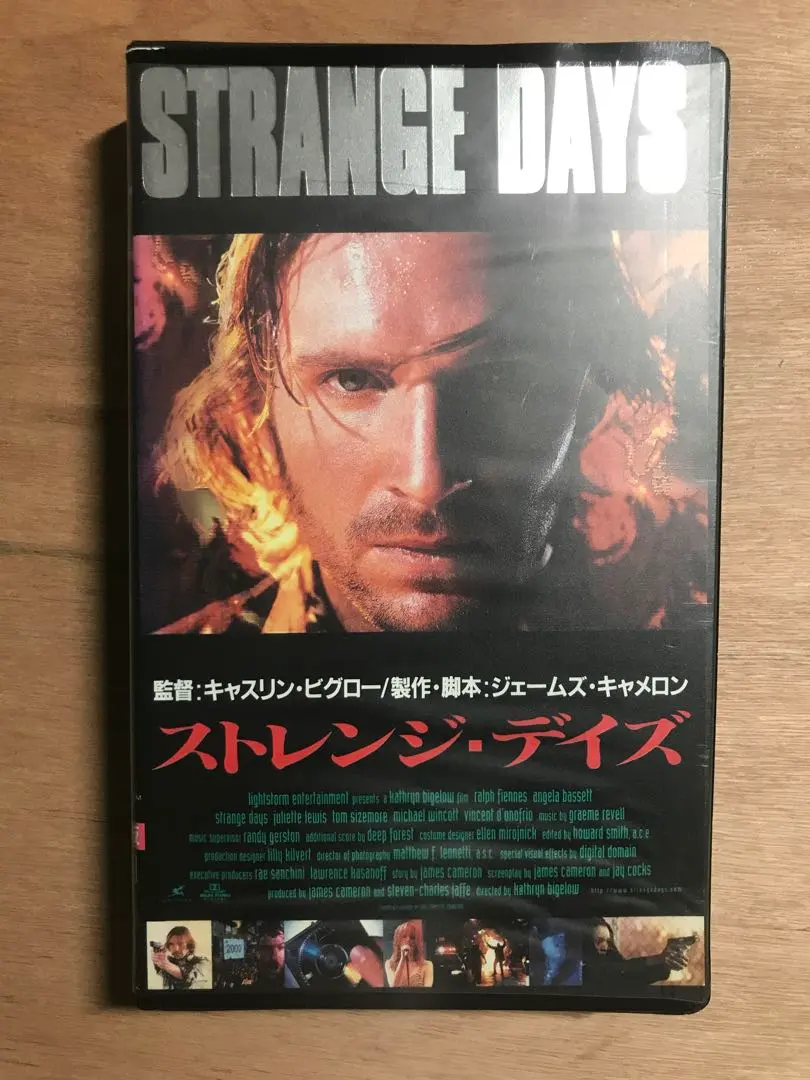 STRANGE DAYS
監督:キャスリン・ビグロー/製作・脚本:ジェームズ・キャメロン
ストレンジ・デイズ
lightstorm entertainment presents a kathryn bigelow film ralph fiennes angela bassett
strange days juliette lewis tom sizemore michael wincott vincent d'onofrio music by graeme revell
music supervisor randy gerston additional score by deep forest costume designer ellen mirojnick edited by howard smith, a.c.e.
production designer lilly kilvert director of photography matthew f. leonetti a.s.c. special visual effects by digital domain
executive producers rae sanchini lawrence kasanoff story by james cameron screenplay by james cameron and jay cocks
produced by james cameron and steven-charles jaffe directed by kathryn bigelow
http://www.strangedays.com
2000